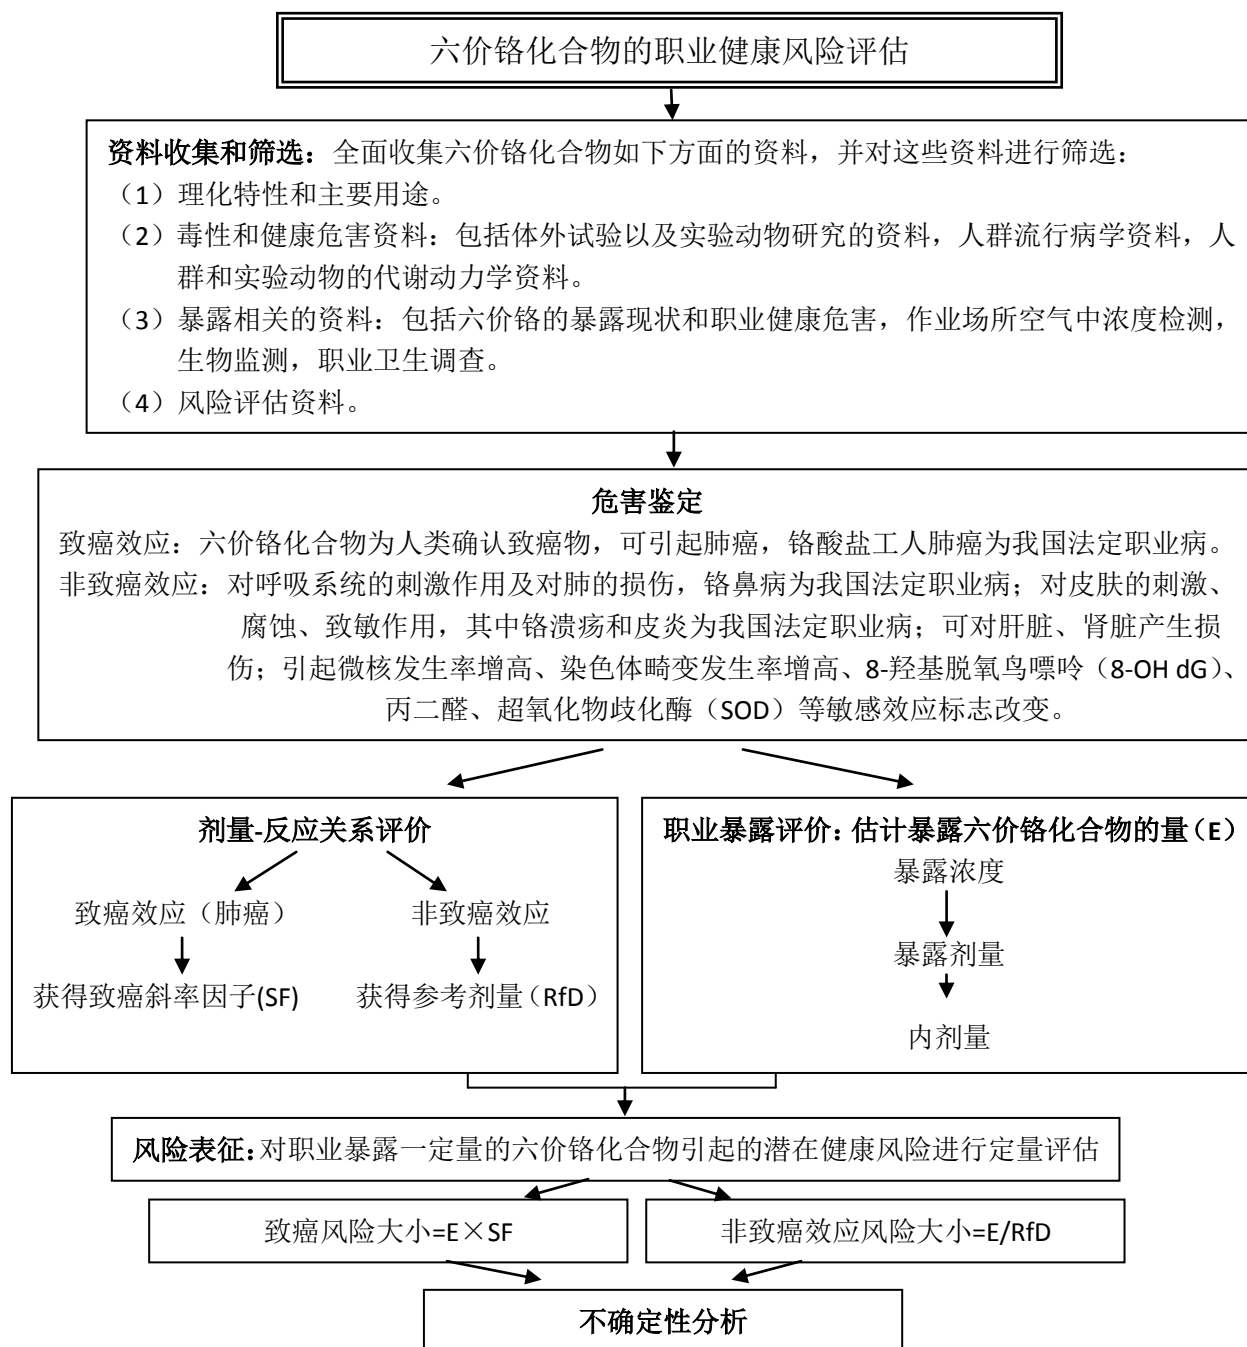 六价铬化合物的职业健康风险评估
资料收集和筛选：全面收集六价铬化合物如下方面的资料，并对这些资料进行筛选：
（1）理化特性和主要用途。
（2）毒性和健康危害资料：包括体外试验以及实验动物研究的资料，人群流行病学资料，人
群和实验动物的代谢动力学资料。
（3）暴露相关的资料：包括六价铬的暴露现状和职业健康危害，作业场所空气中浓度检测，
生物监测，职业卫生调查。
（4）风险评估资料。
危害鉴定
致癌效应：六价铬化合物为人类确认致癌物，可引起肺癌，铬酸盐工人肺癌为我国法定职业病。
非致癌效应：对呼吸系统的刺激作用及对肺的损伤，铬鼻病为我国法定职业病；对皮肤的刺激、
腐蚀、致敏作用，其中铬溃疡和皮炎为我国法定职业病；可对肝脏、肾脏产生损
伤；引起微核发生率增高、染色体畸变发生率增高、8-羟基脱氧鸟嘌呤（8-OH dG）、
丙二醛、超氧化物歧化酶（SOD）等敏感效应标志改变。
剂量-反应关系评价
致癌效应（肺癌） 非致癌效应
获得致癌斜率因子(SF) 获得参考剂量（RfD）
职业暴露评价：估计暴露六价铬化合物的量（E）
暴露浓度
暴露剂量
内剂量
风险表征：对职业暴露一定量的六价铬化合物引起的潜在健康风险进行定量评估
致癌风险大小=E×SF
非致癌效应风险大小=E/RfD
不确定性分析